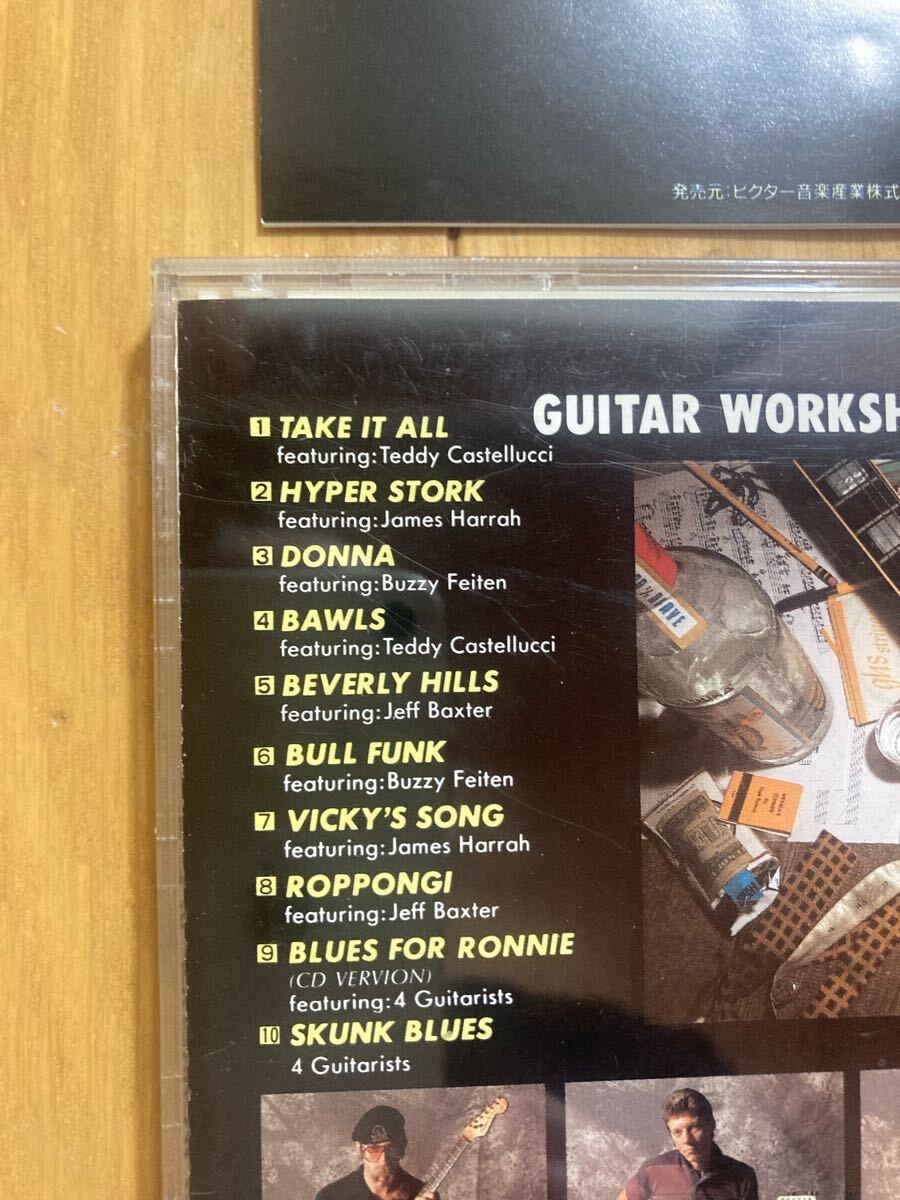 発売元:ビクター音楽産業株式
GUITAR WORKSH
1 TAKE IT ALL
featuring:Teddy Castellucci
2 HYPER STORK
featuring:James Harrah
3 DONNA
featuring:Buzzy Feiten
4 BAWLS
featuring:Teddy Castellucci
5 BEVERLY HILLS
featuring:Jeff Baxter
6 BULL FUNK
featuring:Buzzy Feiten
7 VICKY'S SONG
featuring:James Harrah
8 ROPPONGI
featuring:Jeff Baxter
9 BLUES FOR RONNIE
(CD VERVION)
featuring:4 Guitarists
10 SKUNK BLUES
4 Guitarists
ghs strin